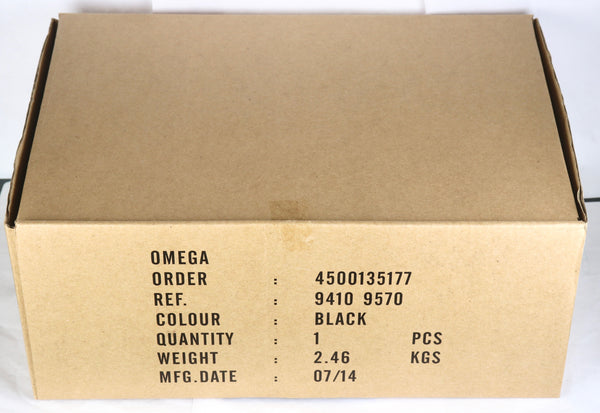 OMEGA
ORDER : 4500135177
REF. : 9410 9570
COLOUR : BLACK
QUANTITY : 1 PCS
WEIGHT : 2.46 KGS
MFG.DATE : 07/14